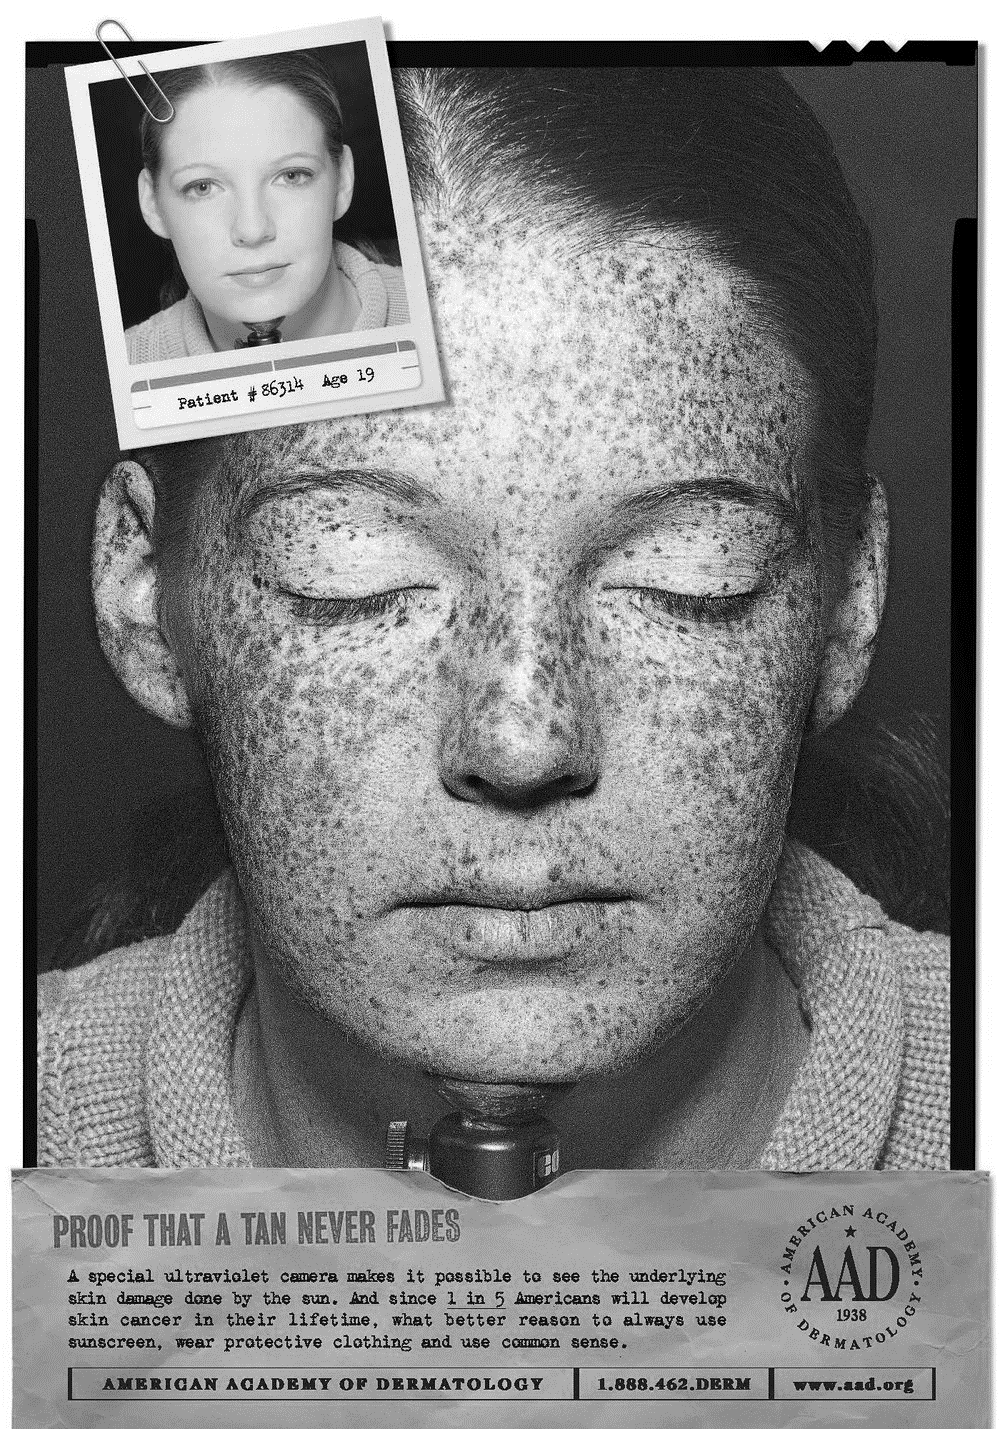 Patient #86314 Age 19
PROOF THAT A TAN NEVER FADES
A special ultraviolet camera makes it possible to see the underlying
skin damage done by the sun. And since 1 in 5 Americans will develop
skin cancer in their lifetime, what better reason to always use
sunscreen, wear protective clothing and use common sense.
AMERICAN ACADEMY OF DERMATOLOGY
AAD
1938
AMERICAN ACADEMY OF DERMATOLOGY
1.888.462.DERM
www.aad.org